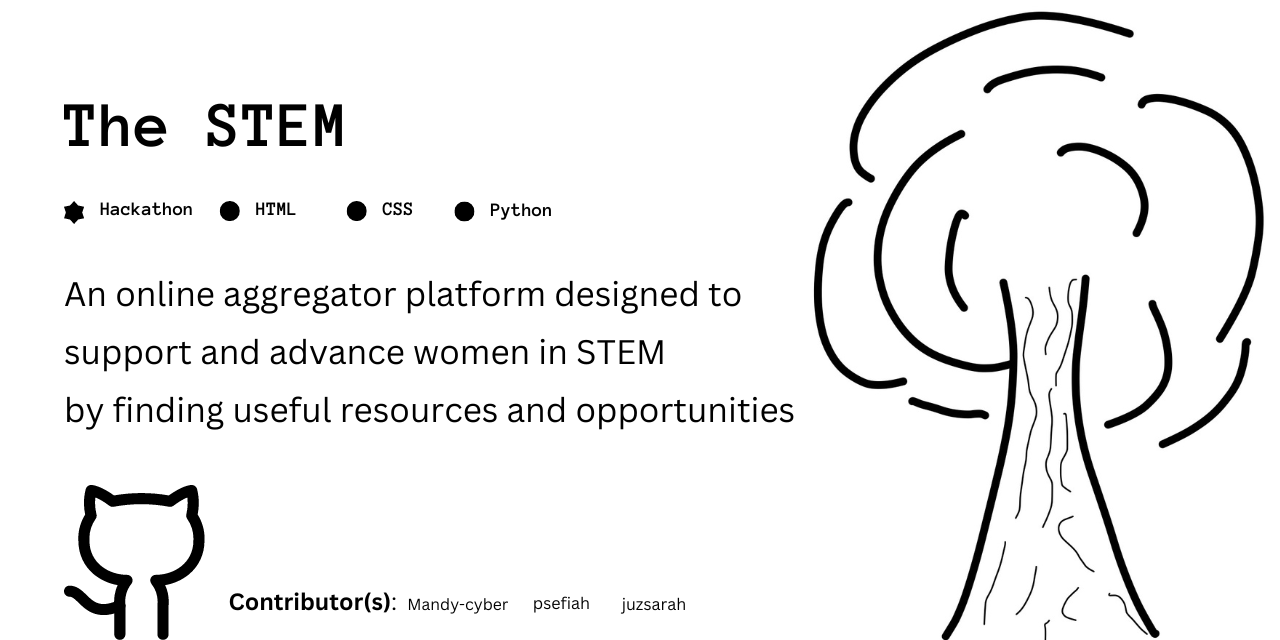 The STEM
Hackathon HTML CSS Python
An online aggregator platform designed to
support and advance women in STEM
by finding useful resources and opportunities
Contributor(s): Mandy-cyber psefiah juzsarah